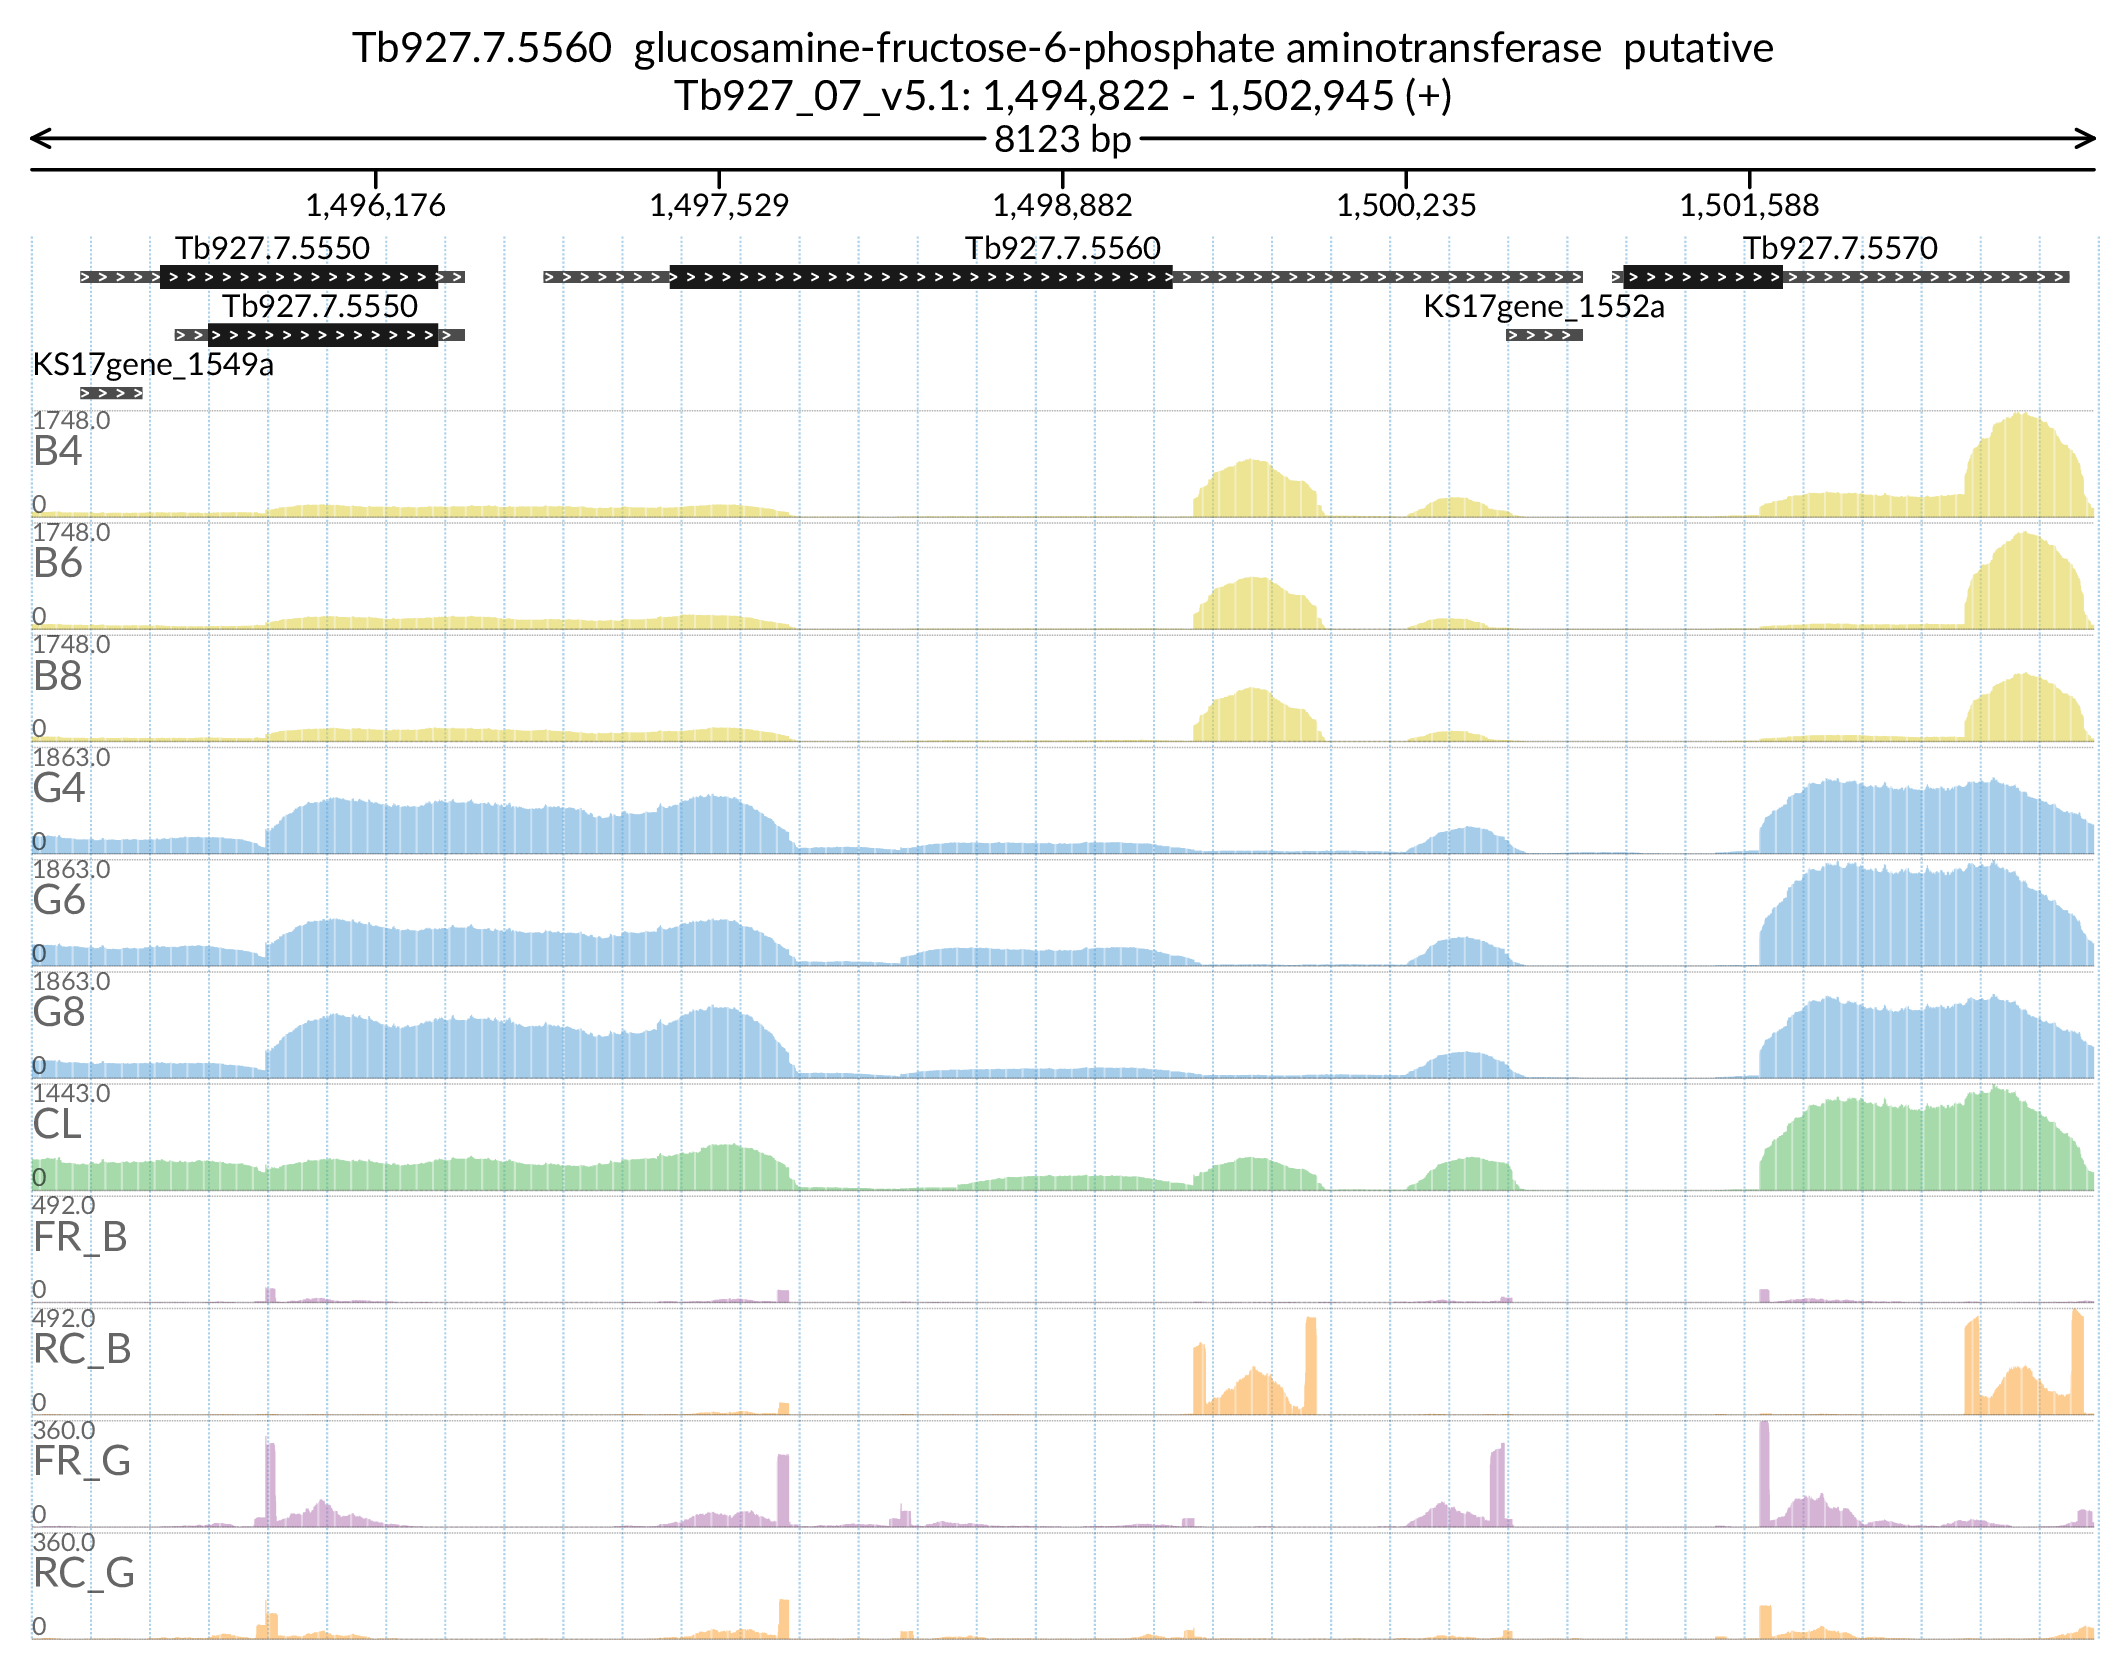 Tb927.7.5560 glucosamine-fructose-6-phosphate aminotransferase putative
Tb927_07_v5.1: 1,494,822 - 1,502,945 (+)
8123 bp
1,496,176 1,497,529 1,498,882 1,500,235 1,501,588
Tb927.7.5550 Tb927.7.5560 Tb927.7.5570
Tb927.7.5550 KS17gene_1552a
KS17gene_1549a
1748.0
B4
0
1748.0
B6
0
1748.0
B8
0
1863.0
G4
0
1863.0
G6
0
1863.0
G8
0
1443.0
CL
0
492.0
FR_B
0
492.0
RC_B
0
360.0
FR_G
0
360.0
RC_G
0